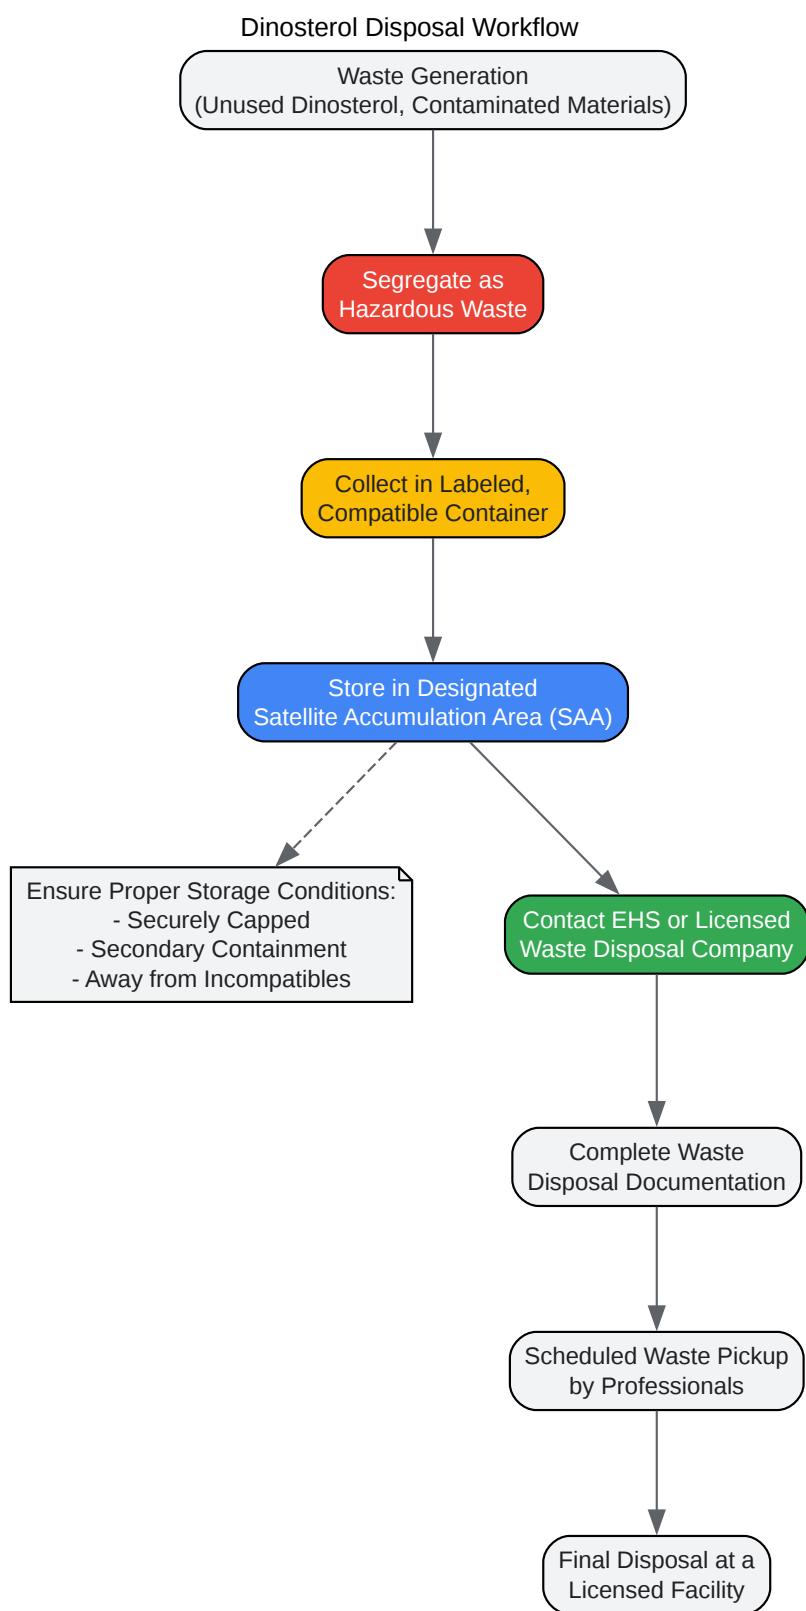 Dinosterol Disposal Workflow
Waste Generation
(Unused Dinosterol, Contaminated Materials)
Segregate as
Hazardous Waste
Collect in Labeled,
Compatible Container
Store in Designated
Satellite Accumulation Area (SAA)
Ensure Proper Storage Conditions:
- Securely Capped
- Secondary Containment
- Away from Incompatibles
Contact EHS or Licensed
Waste Disposal Company
Complete Waste
Disposal Documentation
Scheduled Waste Pickup
by Professionals
Final Disposal at a
Licensed Facility